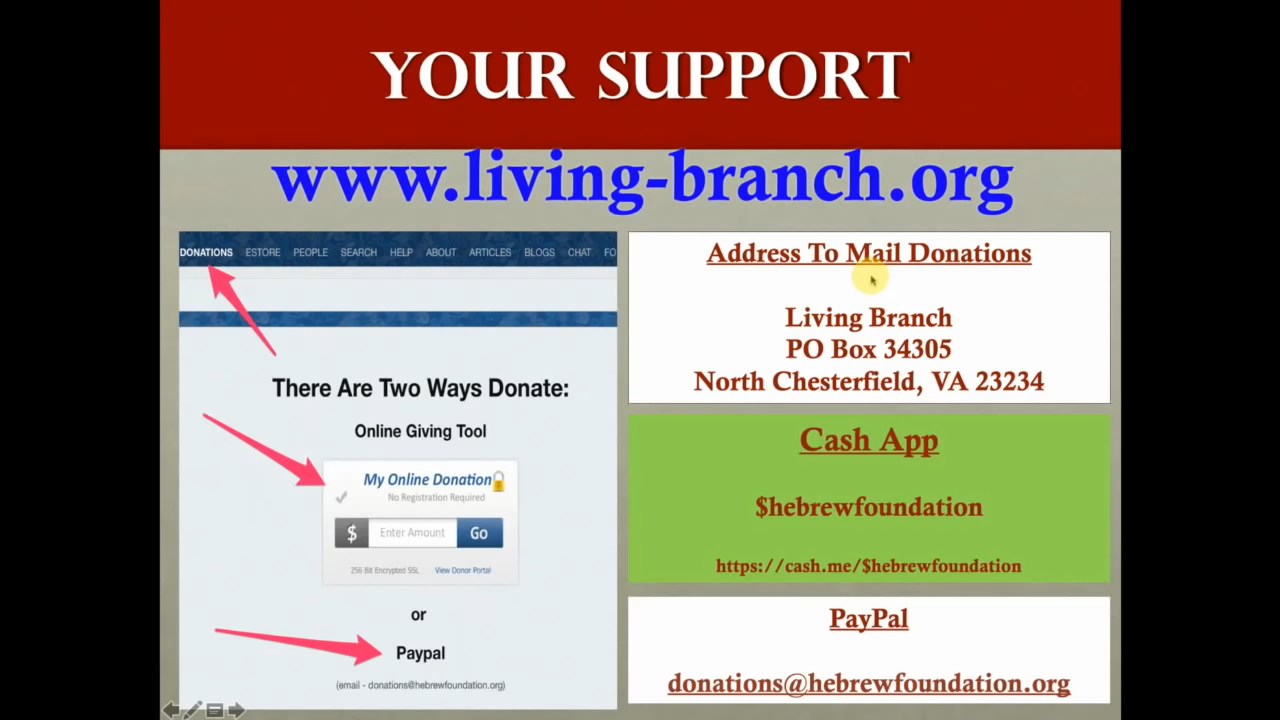 YOUR SUPPORT
www.living-branch.org
DONATIONS ESTORE PEOPLE SEARCH HELP ABOUT ARTICLES BLOGS CHAT FO
There Are Two Ways Donate:
Online Giving Tool
My Online Donation
No Registration Required
$ Enter Amount Go
256 Bit Encrypted SSL View Donor Portal
or
Paypal
(email - donations@hebrewfoundation.org)
Address To Mail Donations
Living Branch
PO Box 34305
North Chesterfield, VA 23234
Cash App
$hebrewfoundation
https://cash.me/$hebrewfoundation
PayPal
donations@hebrewfoundation.org